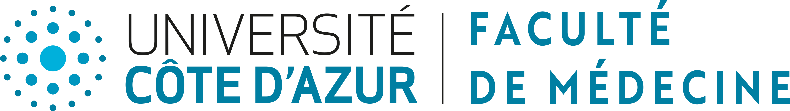 UNIVERSITÉ
CÔTE D'AZUR
FACULTÉ
DE MÉDECINE